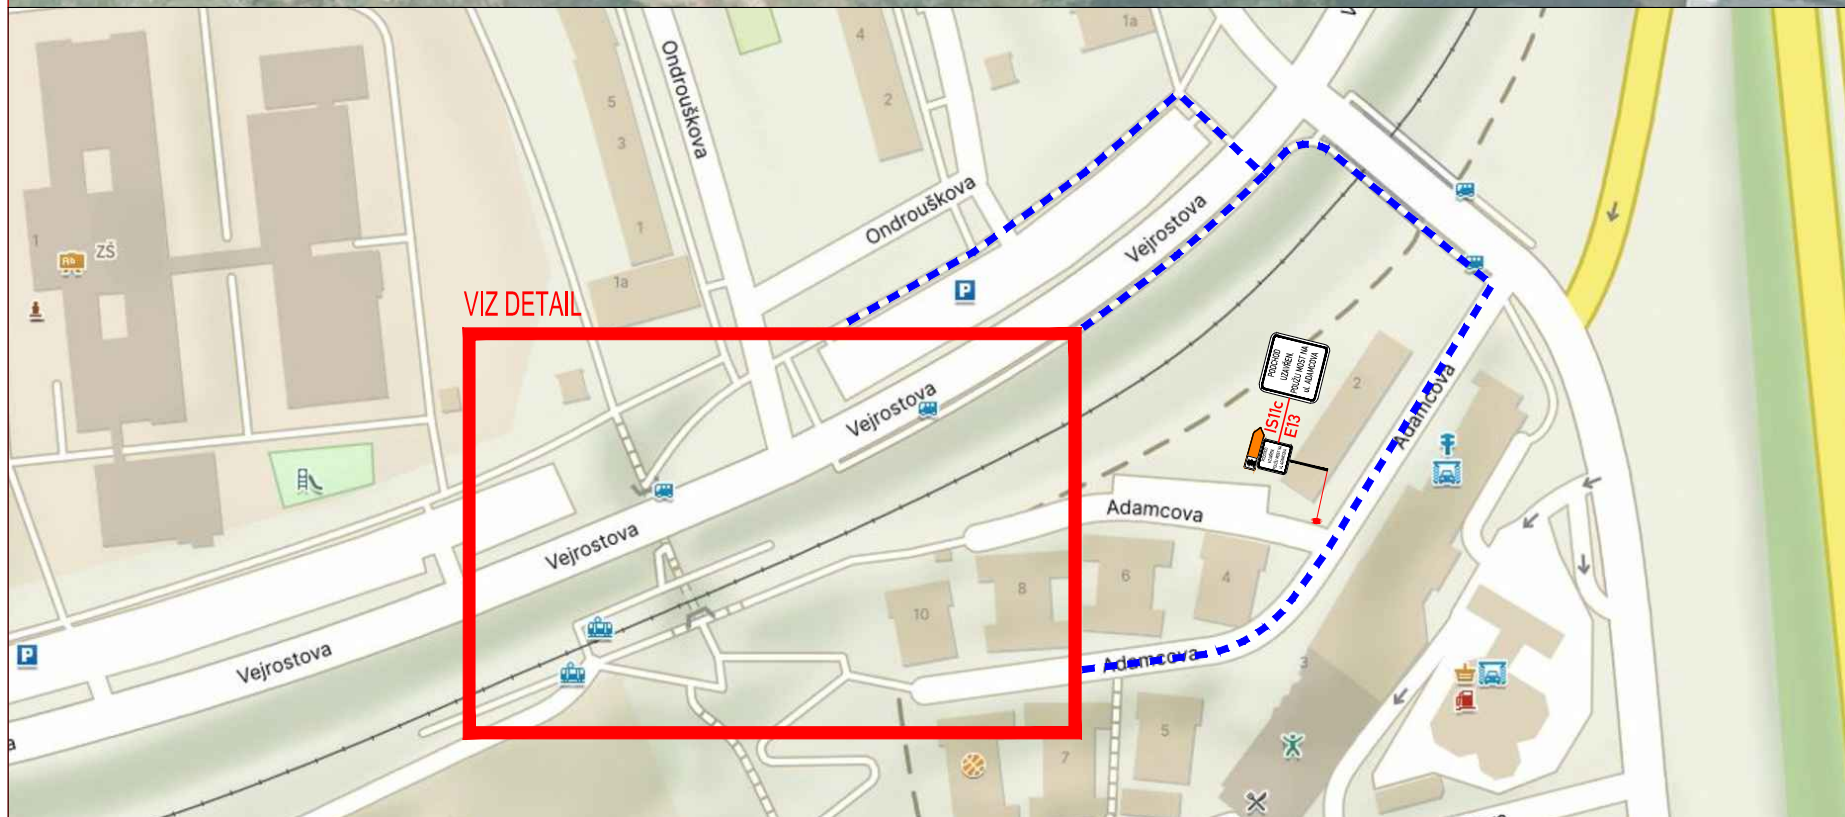 1a
4
Ondrouškova
5
2
3
Ondrouškova
1
1
ZŠ
Vejrostova
1a
P
VIZ DETAIL
PODCHOD
UZAVŘEN.
POUŽIJ MOST NA
ul. ADAMCOVA
2
Adamcova
Vejrostova
IS11c
E13
Adamcova
Vejrostova
8
6
4
10
P
Vejrostova
Adamcova
3
5
7
a